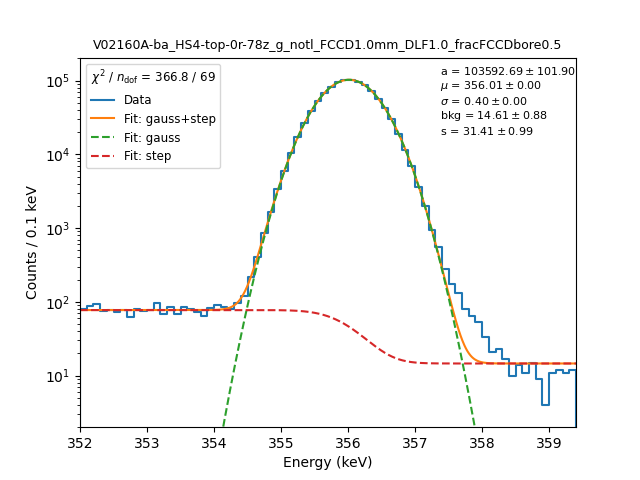 V02160A-ba_HS4-top-0r-78z_g_notl_FCCD1.0mm_DLF1.0_fracFCCDbore0.5
χ² / n_dof = 366.8 / 69
Data
Fit: gauss+step
Fit: gauss
Fit: step
a = 103592.69 ± 101.90
μ = 356.01 ± 0.00
σ = 0.40 ± 0.00
bkg = 14.61 ± 0.88
s = 31.41 ± 0.99
Counts / 0.1 keV
10⁵
10⁴
10³
10²
10¹
352 353 354 355 356 357 358 359
Energy (keV)